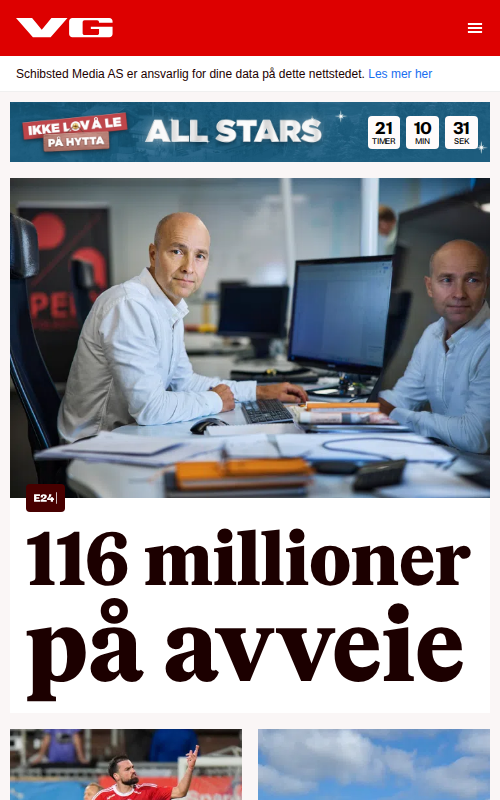 VG
Schibsted Media AS er ansvarlig for dine data på dette nettstedet. Les mer her
IKKE LOV Å LE
PÅ HYTTA
ALL STARS
21 10 31
TIMER MIN SEK
E24
116 millioner
på avveie